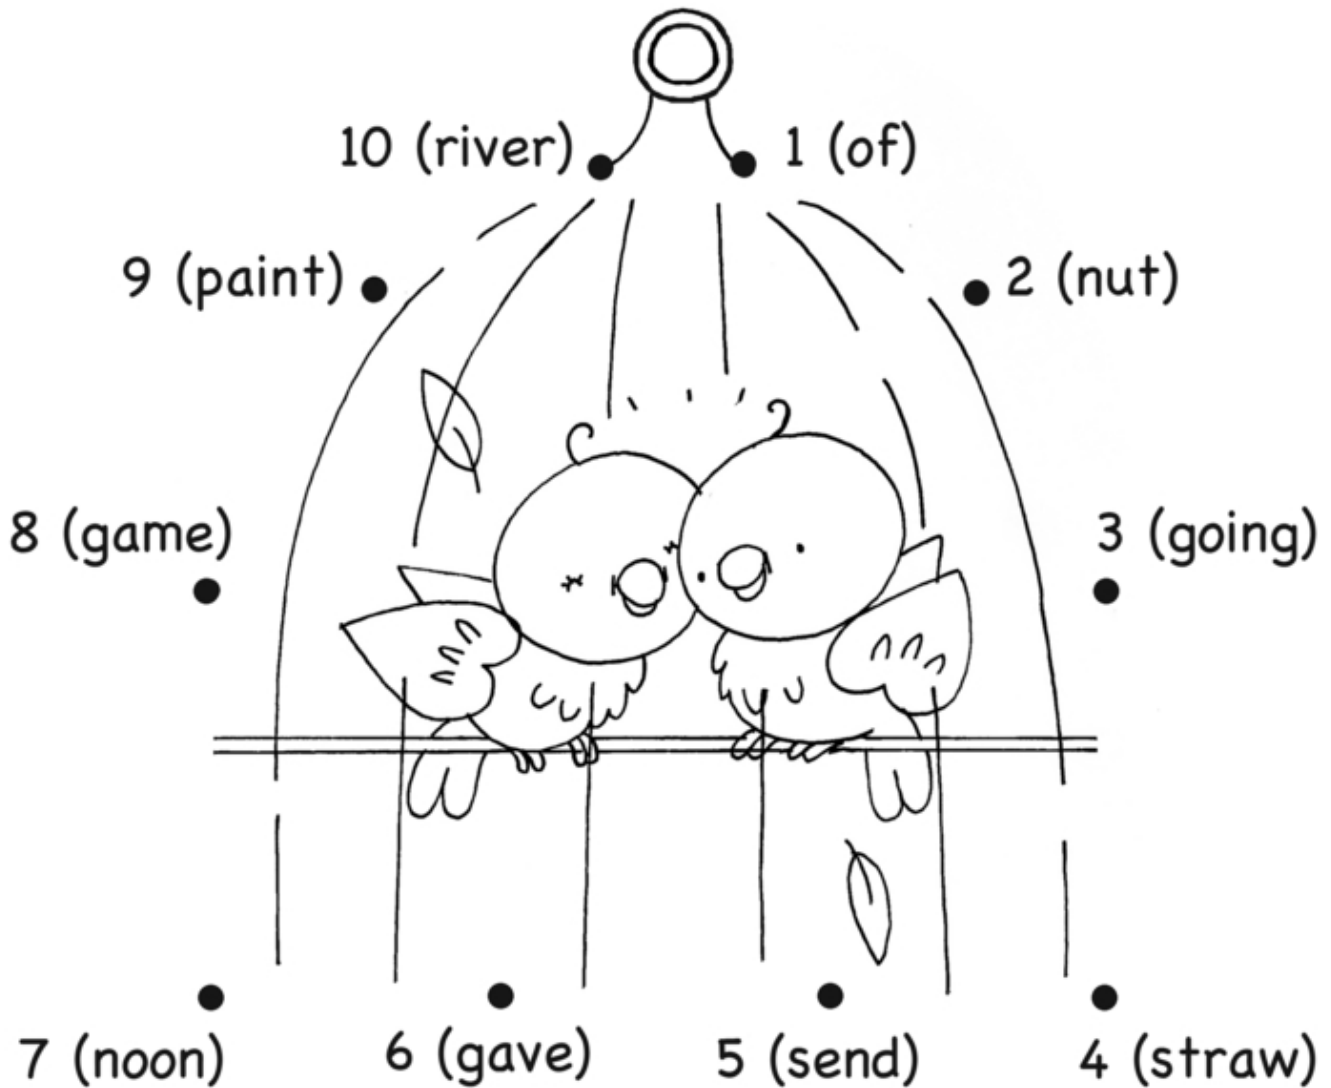 10 (river)
1 (of)
9 (paint)
2 (nut)
8 (game)
3 (going)
7 (noon)
6 (gave)
5 (send)
4 (straw)